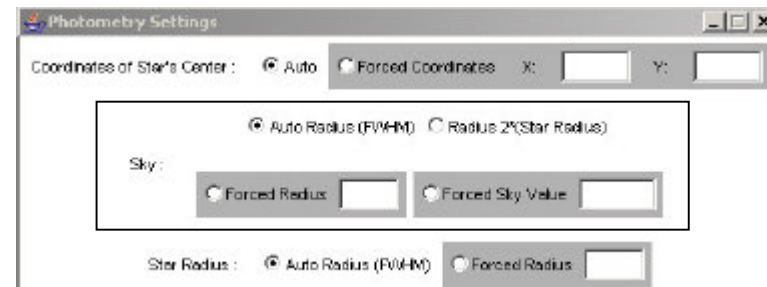 Photometry Settings
Coordinates of Star's Center : Auto Forced Coordinates X: Y:
Auto Radius (FWHM) Radius 2*(Star Radius)
Sky :
Forced Radius Forced Sky Value
Star Radius : Auto Radius (FWHM) Forced Radius